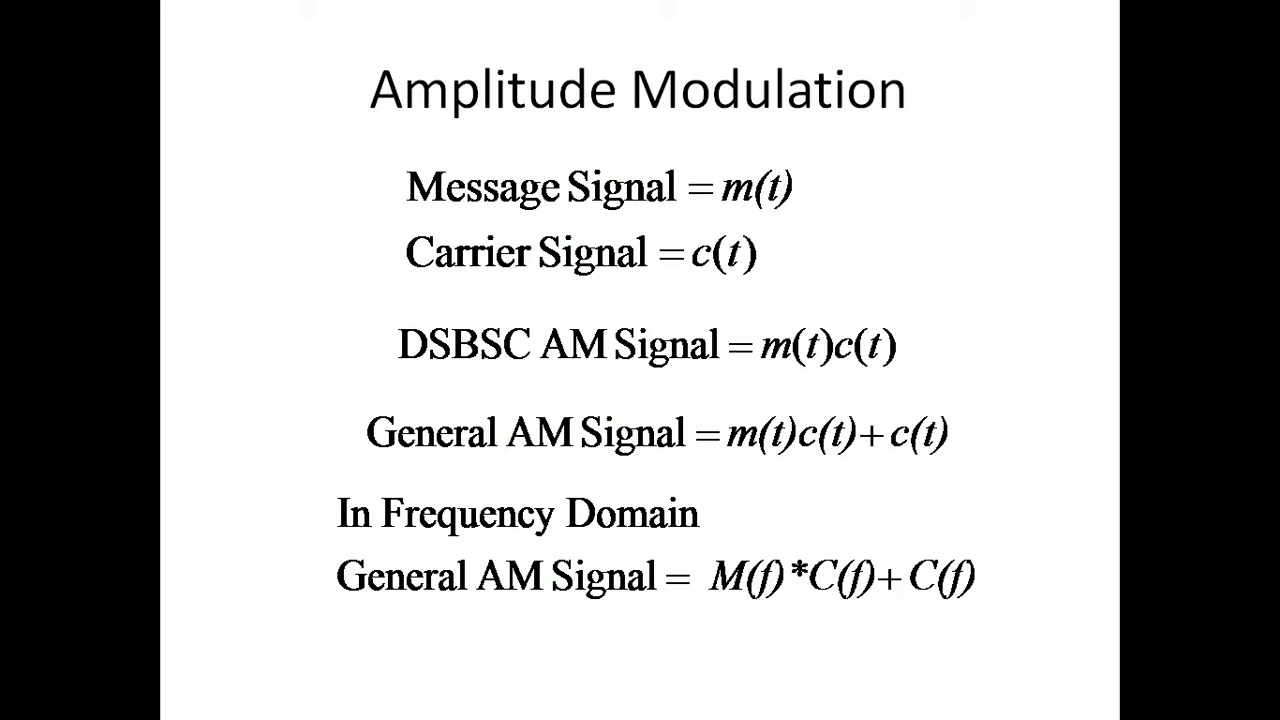 Amplitude Modulation
Message Signal = m(t)
Carrier Signal = c(t)
DSBSC AM Signal = m(t)c(t)
General AM Signal = m(t)c(t)+ c(t)
In Frequency Domain
General AM Signal = M(f)*C(f)+ C(f)